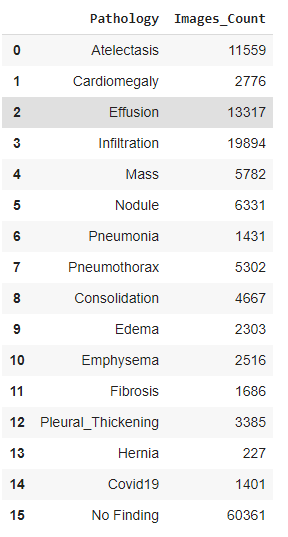 Pathology Images_Count
0 Atelectasis 11559
1 Cardiomegaly 2776
2 Effusion 13317
3 Infiltration 19894
4 Mass 5782
5 Nodule 6331
6 Pneumonia 1431
7 Pneumothorax 5302
8 Consolidation 4667
9 Edema 2303
10 Emphysema 2516
11 Fibrosis 1686
12 Pleural_Thickening 3385
13 Hernia 227
14 Covid19 1401
15 No Finding 60361